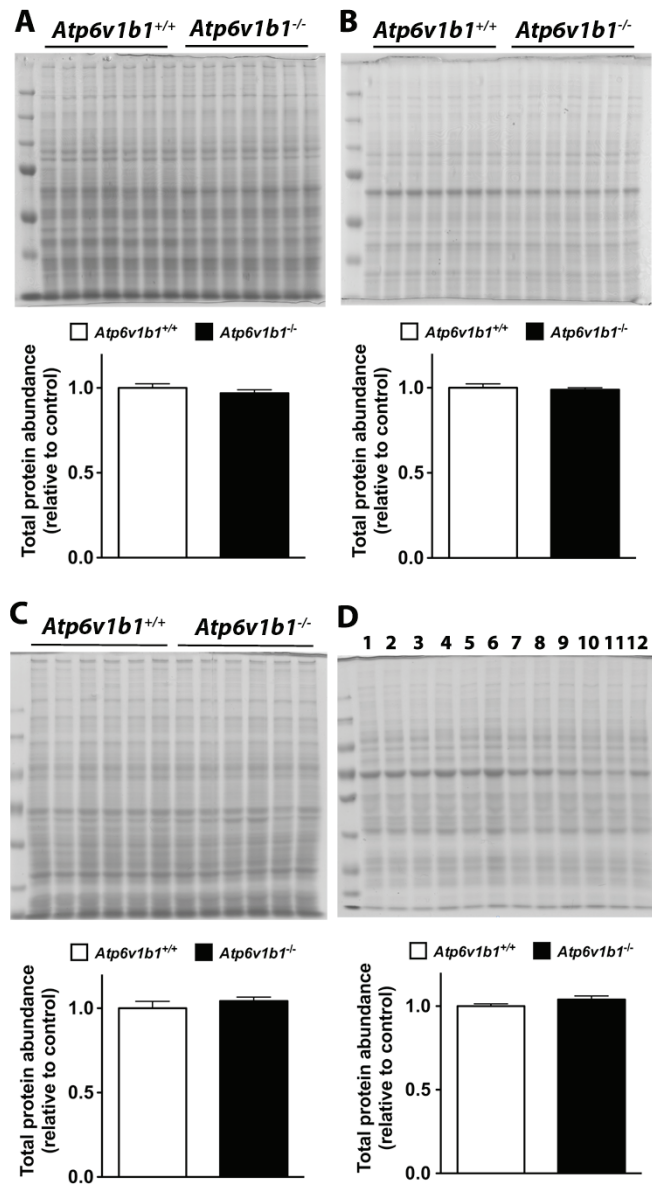 A Atp6v1b1+/+ Atp6v1b1-/-
B Atp6v1b1+/+ Atp6v1b1-/-
Atp6v1b1+/+ Atp6v1b1-/-
Total protein abundance
(relative to control)
1.0
0.5
0.0
Atp6v1b1+/+ Atp6v1b1-/-
Total protein abundance
(relative to control)
1.0
0.5
0.0
C Atp6v1b1+/+ Atp6v1b1-/-
D
1 2 3 4 5 6 7 8 9 10 11 12
Atp6v1b1+/+ Atp6v1b1-/-
Total protein abundance
(relative to control)
1.0
0.5
0.0
Atp6v1b1+/+ Atp6v1b1-/-
Total protein abundance
(relative to control)
1.0
0.5
0.0